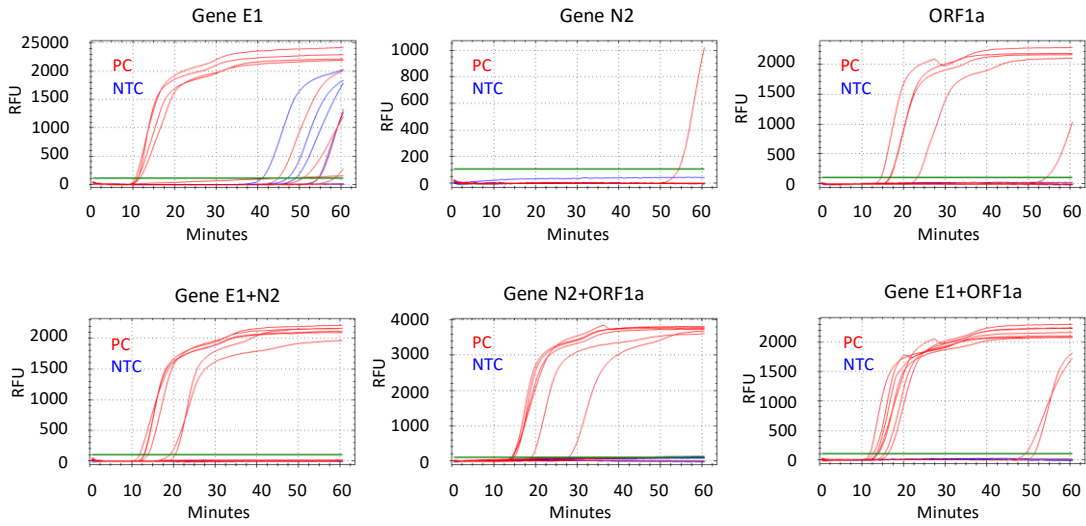 Gene E1
25000
2000
1500
1000
500
0
RFU
PC
NTC
0 10 20 30 40 50 60
Minutes
Gene N2
1000
800
600
400
200
0
RFU
PC
NTC
0 10 20 30 40 50 60
Minutes
ORF1a
2000
1500
1000
500
0
RFU
PC
NTC
0 10 20 30 40 50 60
Minutes
Gene E1+N2
2000
1500
1000
500
0
RFU
PC
NTC
0 10 20 30 40 50 60
Minutes
Gene N2+ORF1a
4000
3000
2000
1000
0
RFU
PC
NTC
0 10 20 30 40 50 60
Minutes
Gene E1+ORF1a
2000
1500
1000
500
0
RFU
PC
NTC
0 10 20 30 40 50 60
Minutes